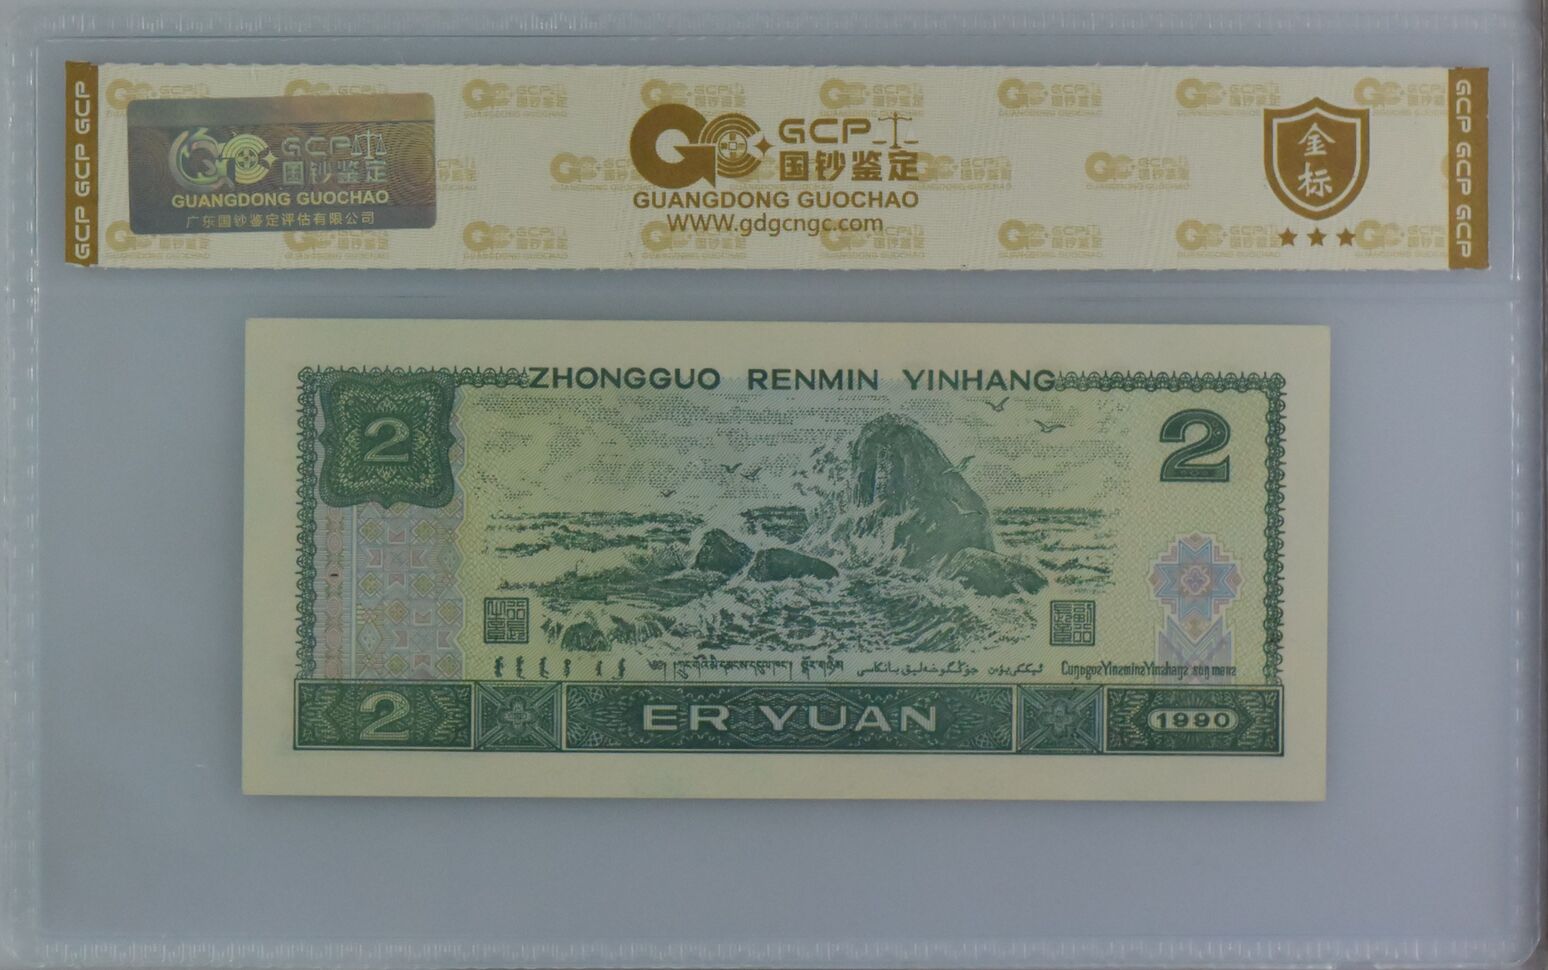 GCP GCP GCP
GCP
国钞鉴定
GUANGDONG GUOCHAO
广东国钞鉴定评估有限公司
GCP
国钞鉴定
GUANGDONG GUOCHAO
WWW.gdgcngc.com
金标
GCP GCP GCP
ZHONGGUO RENMIN YINHANG
2
2
2
ER YUAN
1990